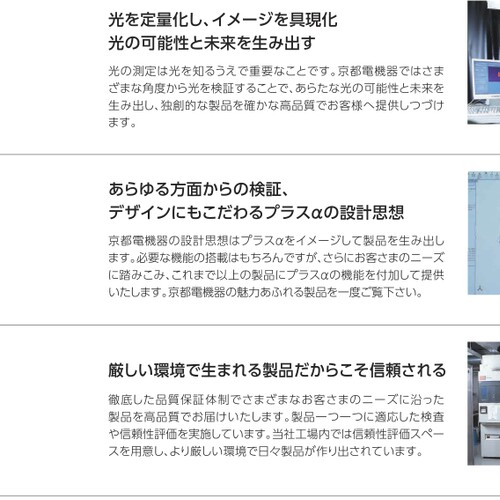 光を定量化し、イメージを具現化
光の可能性と未来を生み出す
光の測定は光を知るうえで重要なことです。京都電機器ではさま
ざまな角度から光を検証することで、あらたな光の可能性と未来を
生み出し、独創的な製品を確かな高品質でお客様へ提供しつづけ
ます。
あらゆる方面からの検証、
デザインにもこだわるプラスαの設計思想
京都電機器の設計思想はプラスαをイメージして製品を生み出し
ます。必要な機能の搭載はもちろんですが、さらにお客さまのニーズ
に踏みこみ、これまで以上の製品にプラスαの機能を付加して提供
いたします。京都電機器の魅力あふれる製品を一度ご覧下さい。
厳しい環境で生まれる製品だからこそ信頼される
徹底した品質保証体制でさまざまなお客さまのニーズに沿った
製品を高品質でお届けいたします。製品一つ一つに適応した検査
や信頼性評価を実施しています。当社工場内では信頼性評価スペー
スを用意し、より厳しい環境で日々製品が作り出されています。